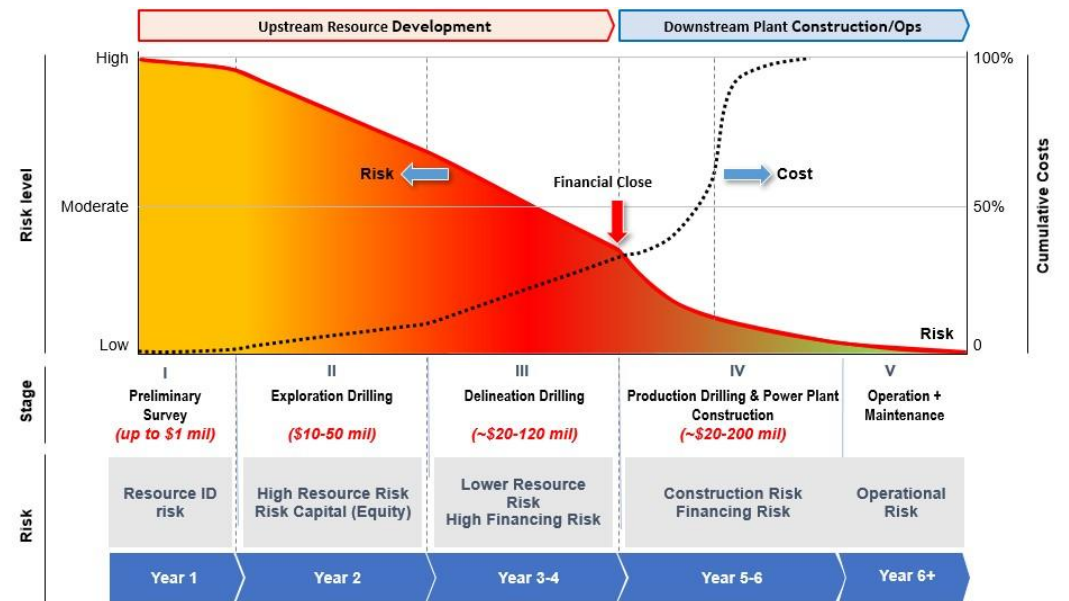 Upstream Resource Development
Downstream Plant Construction/Ops
High
100%
Risk
Financial Close
Cost
Moderate
50%
Risk level
Cumulative Costs
Low
Risk
0
Stage
I
II
III
IV
V
Preliminary
Survey
(up to $1 mil)
Exploration Drilling
($10-50 mil)
Delineation Drilling
(~$20-120 mil)
Production Drilling & Power Plant
Construction
(~$20-200 mil)
Operation +
Maintenance
Risk
Resource ID
risk
High Resource Risk
Risk Capital (Equity)
Lower Resource
Risk
High Financing Risk
Construction Risk
Financing Risk
Operational
Risk
Year 1
Year 2
Year 3-4
Year 5-6
Year 6+